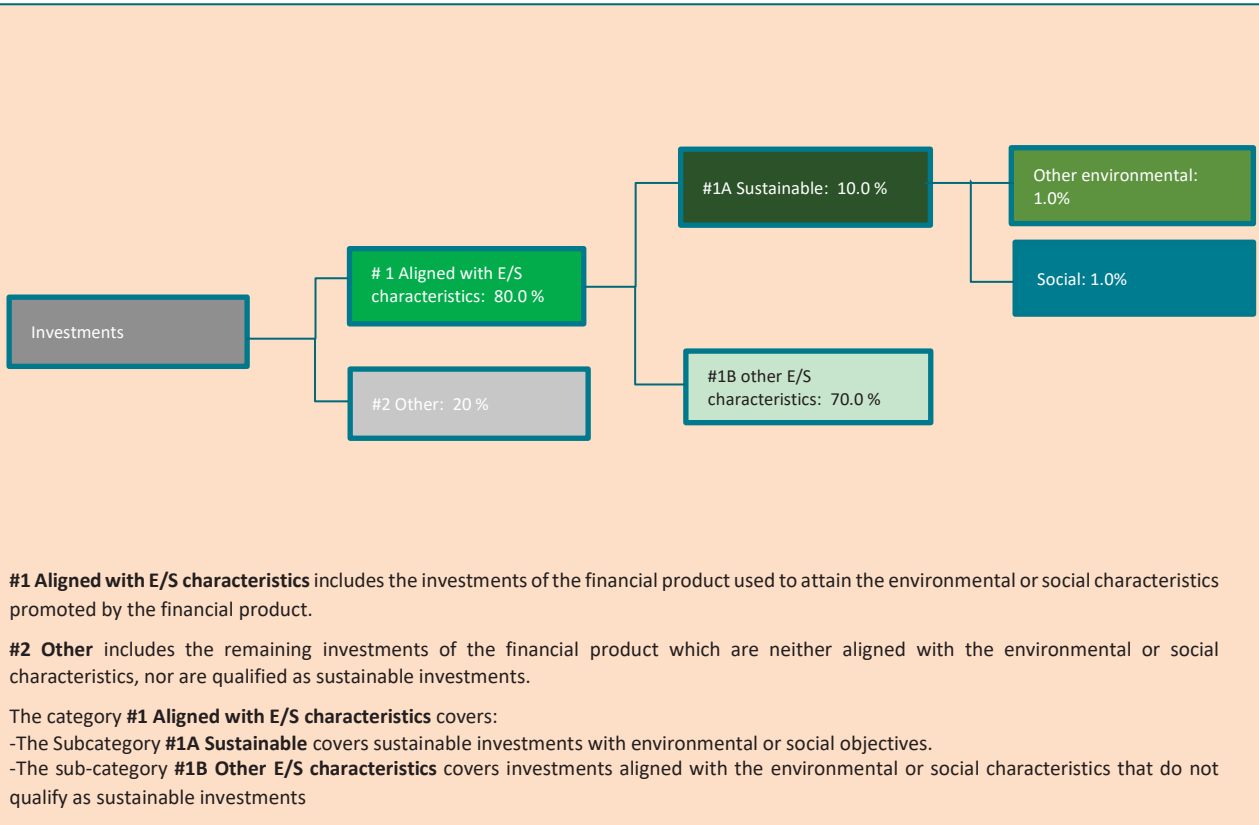 Investments
# 1 Aligned with E/S
characteristics: 80.0 %
#2 Other: 20 %
#1A Sustainable: 10.0 %
#1B other E/S
characteristics: 70.0 %
Other environmental:
1.0%
Social: 1.0%
#1 Aligned with E/S characteristics includes the investments of the financial product used to attain the environmental or social characteristics
promoted by the financial product.
#2 Other includes the remaining investments of the financial product which are neither aligned with the environmental or social
characteristics, nor are qualified as sustainable investments.
The category #1 Aligned with E/S characteristics covers:
-The Subcategory #1A Sustainable covers sustainable investments with environmental or social objectives.
-The sub-category #1B Other E/S characteristics covers investments aligned with the environmental or social characteristics that do not
qualify as sustainable investments